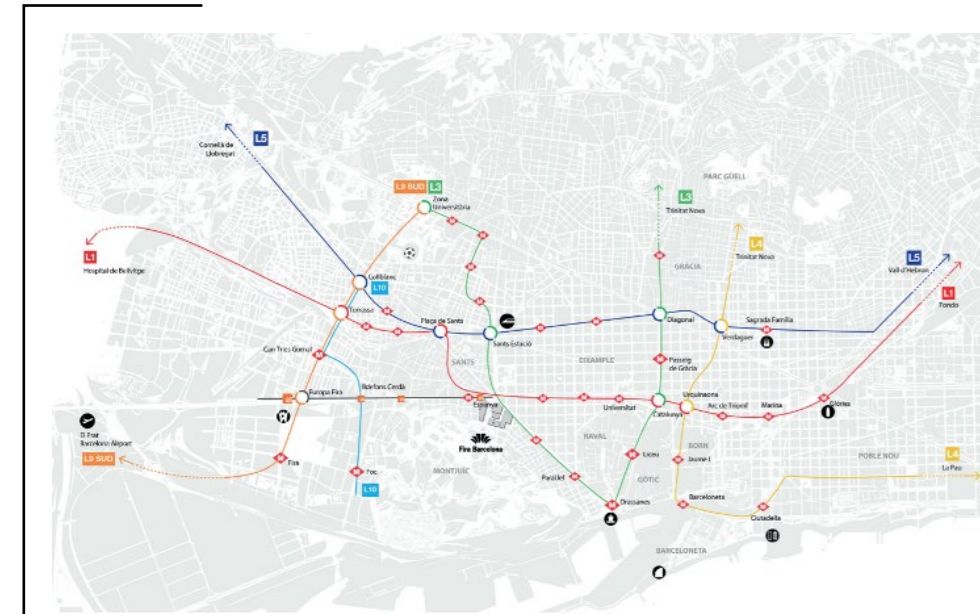 L5
Cornellà de
Llobregat
L9 SUD
L3
Zona
Universitària
PARC GÜELL
L3
Trinitat Nova
L4
Trinitat Nova
L1
Hospital de Bellvitge
GRÀCIA
L5
Vall d'Hebron
L1
Fondo
Collblanc
L10
Torrassa
Plaça de Sants
Sants Estació
Diagonal
Verdaguer
Sagrada Família
Can Tries Gornal
SANTS
EIXAMPLE
Passeig
de Gràcia
Europa Fira
Ildefons Cerdà
Espanya
Universitat
Catalunya
Urquinaona
Arc de Triomf
Marina
Glòries
El Prat
Barcelona Airport
L9 SUD
Fira
Fira Barcelona
RAVAL
BORN
Liceu
Jaume I
POBLE NOU
L4
La Pau
MONTJUÏC
Foc
L10
Paral·lel
GÒTIC
Drassanes
Barceloneta
Ciutadella
BARCELONETA